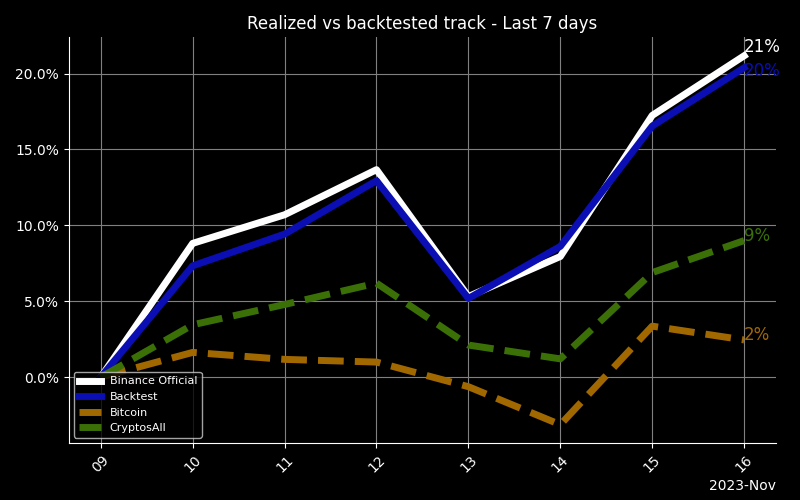 Realized vs backtested track - Last 7 days
21%
20%
9%
2%
20.0%
15.0%
10.0%
5.0%
0.0%
Binance Official
Backtest
Bitcoin
CryptosAll
09 10 11 12 13 14 15 16
2023-Nov